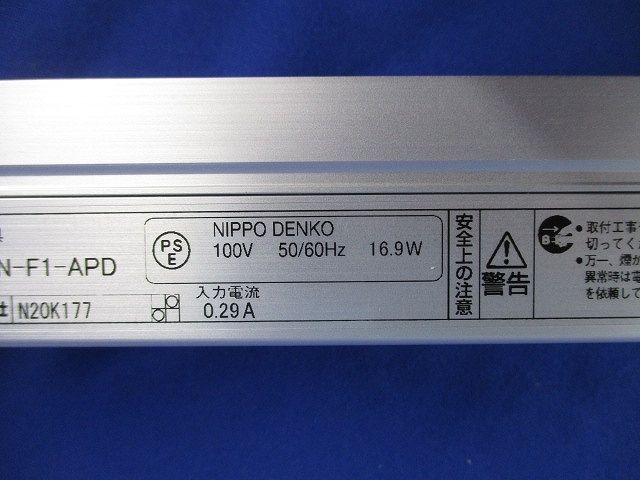 N-F1-APD
N20K177
PS
E
NIPPO DENKO
100V 50/60Hz 16.9W
入力電流
0.29A
安全上の注意
警告
B
●取付工事
切ってく
●万一、煙か
異常時は電
を依頼して